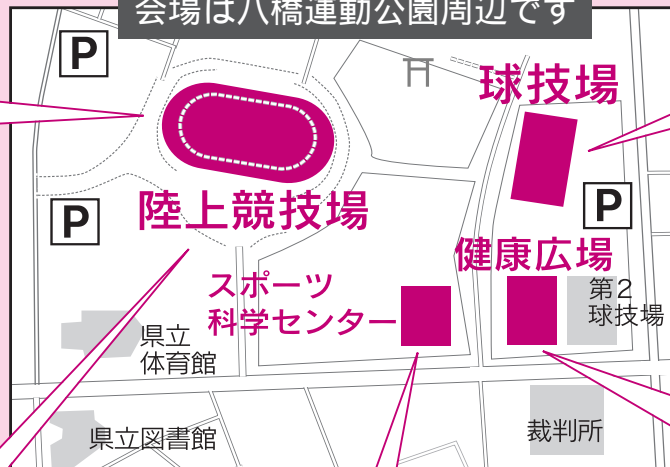 会場は八橋運動公園周辺です
P
球技場
陸上競技場
P
P
健康広場
スポーツ
科学センター
第2
球技場
県立
体育館
県立図書館
裁判所